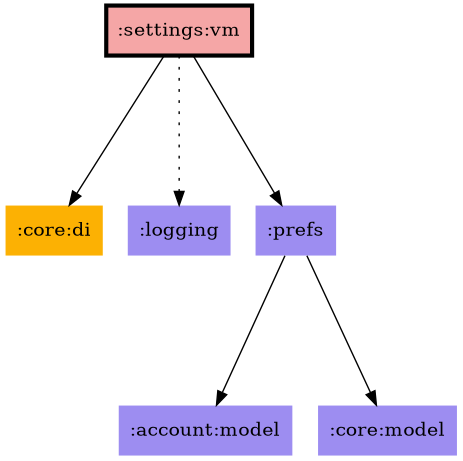 :settings:vm
:core:di
:logging
:prefs
:account:model
:core:model